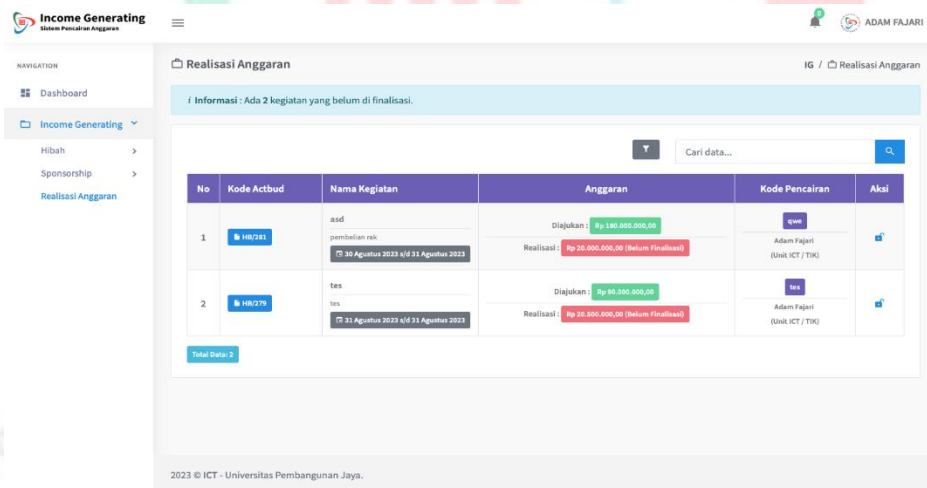 Income Generating
Sistem Pencairan Anggaran
0
ADAM FAJARI
NAVIGATION
Dashboard
Income Generating
Hibah
Sponsorship
Realisasi Anggaran
Realisasi Anggaran
IG / Realisasi Anggaran
i Informasi : Ada 2 kegiatan yang belum di finalisasi.
Cari data...
No Kode Actbud Nama Kegiatan Anggaran Kode Pencairan Aksi
1 HB/281
asd
pembelian rak
30 Agustus 2023 s/d 31 Agustus 2023
Diajukan : Rp 180.000.000,00
Realisasi : Rp 20.000.000,00 (Belum Finalisasi)
qwe
Adam Fajari
(Unit ICT / TIK)
2 HB/279
tes
tes
31 Agustus 2023 s/d 31 Agustus 2023
Diajukan : Rp 90.000.000,00
Realisasi : Rp 20.500.000,00 (Belum Finalisasi)
tes
Adam Fajari
(Unit ICT / TIK)
Total Data: 2
2023 © ICT - Universitas Pembangunan Jaya.